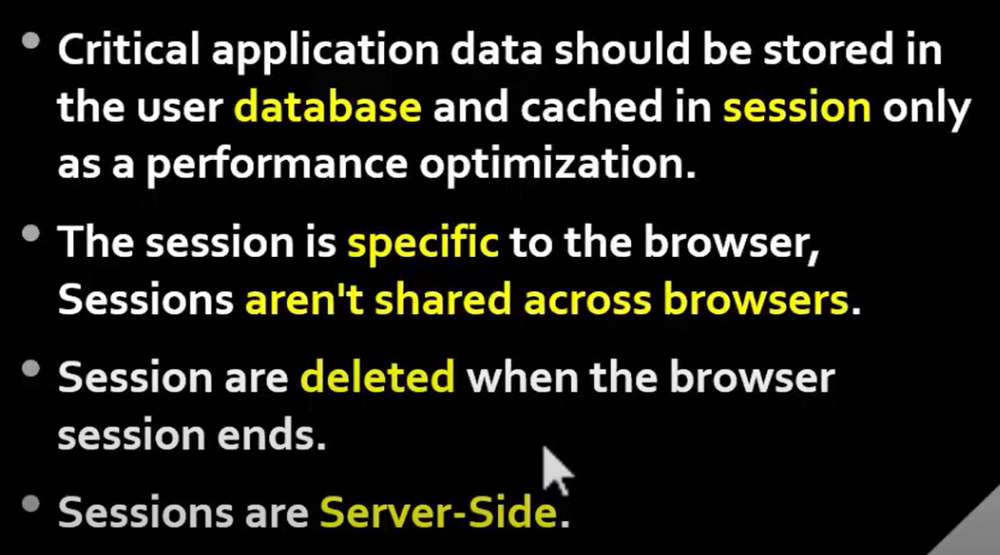 • Critical application data should be stored in
the user database and cached in session only
as a performance optimization.
• The session is specific to the browser,
Sessions aren't shared across browsers.
• Session are deleted when the browser
session ends.
• Sessions are Server-Side.